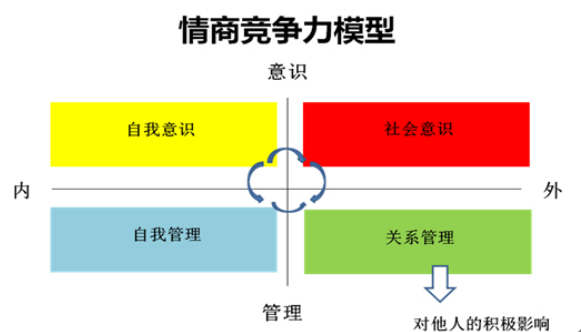 情商竞争力模型
意识
自我意识
社会意识
内
外
自我管理
关系管理
管理
对他人的积极影响